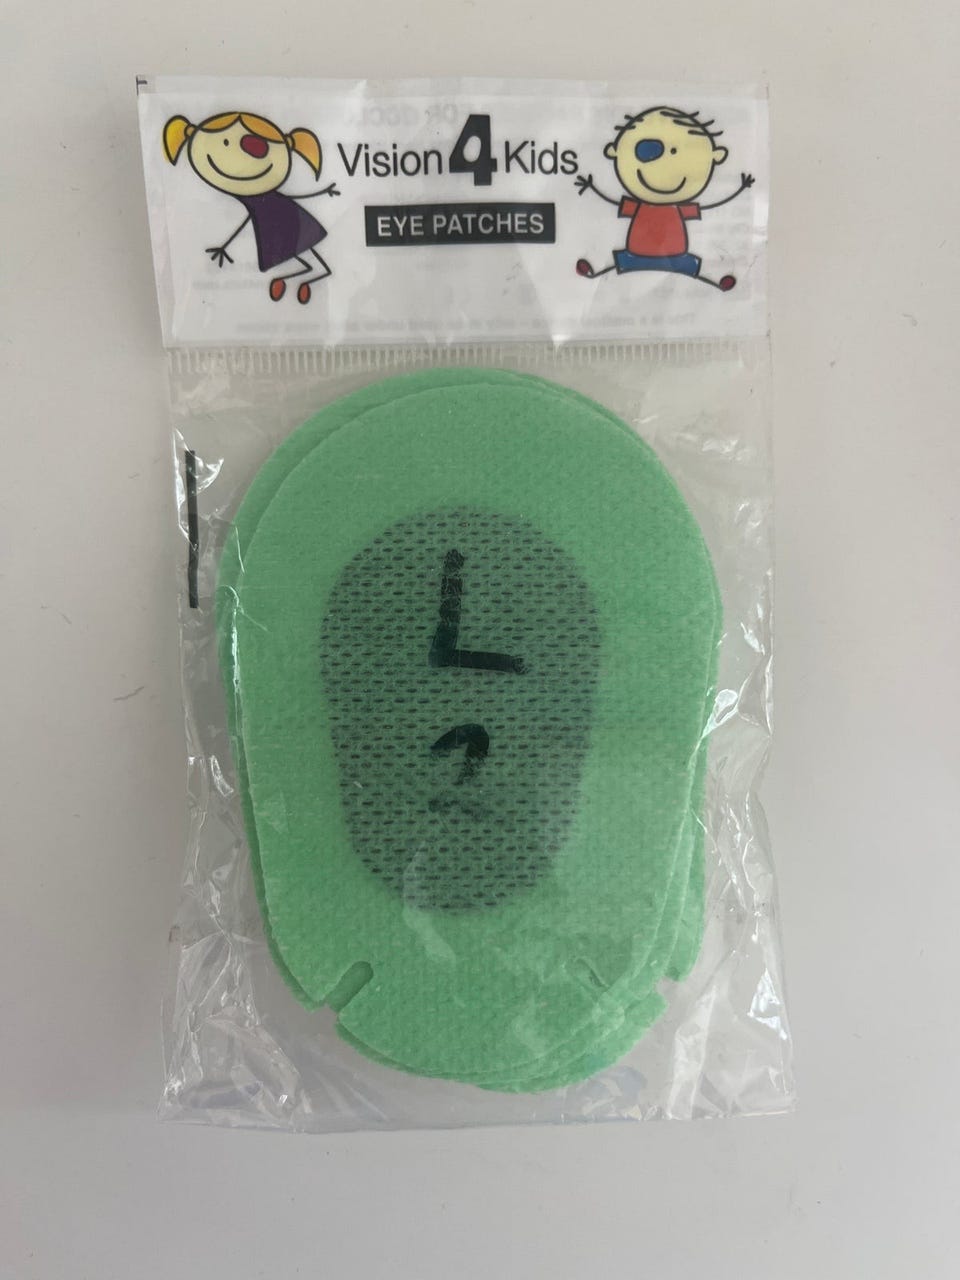 Vision 4 Kids
EYE PATCHES
L
?